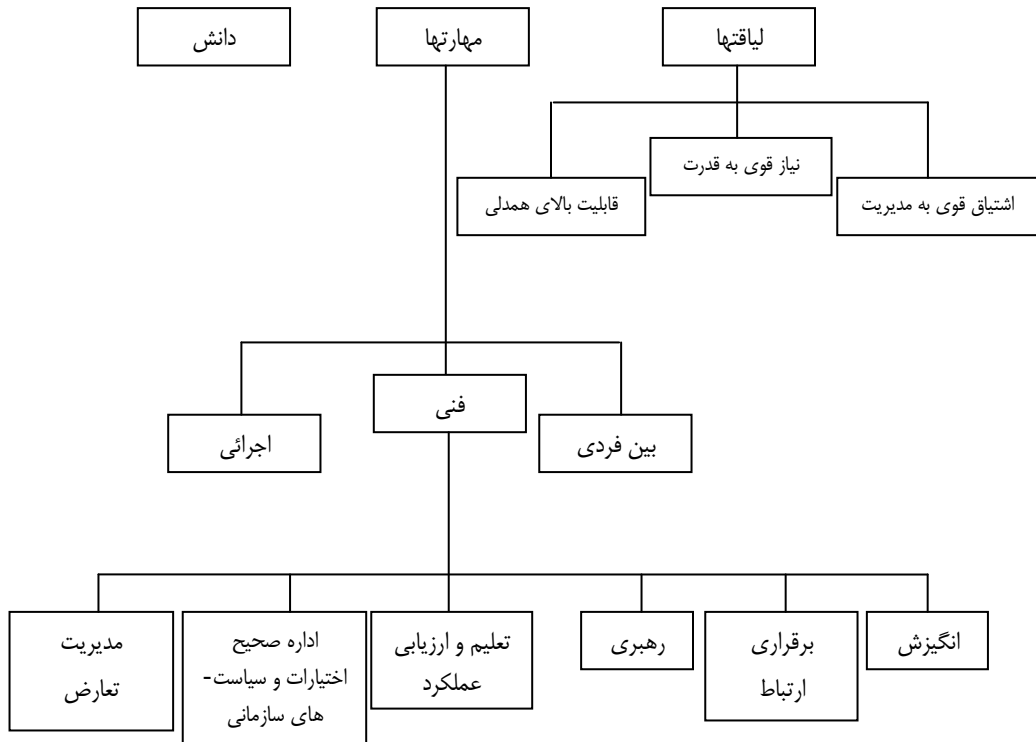 لیاقتها
مهارتها
دانش
نیاز قوی به قدرت
اشتیاق قوی به مدیریت
قابلیت بالای همدلی
فنی
بین فردی
اجرائی
انگیزش
برقراری
ارتباط
رهبری
تعلیم و ارزیابی
عملکرد
اداره صحیح
اختیارات و سیاست-
های سازمانی
مدیریت
تعارض